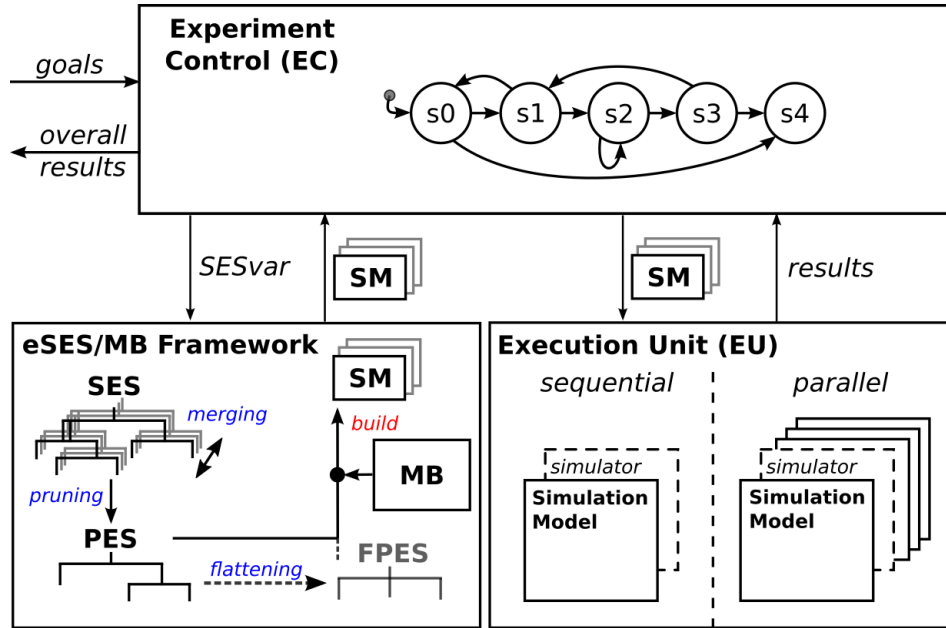 Experiment
Control (EC)
goals
overall
results
s0
s1
s2
s3
s4
SESvar
SM
SM
results
eSES/MB Framework
SES
merging
pruning
PES
flattening
FPES
SM
build
MB
Execution Unit (EU)
sequential
parallel
simulator
Simulation
Model
simulator
Simulation
Model